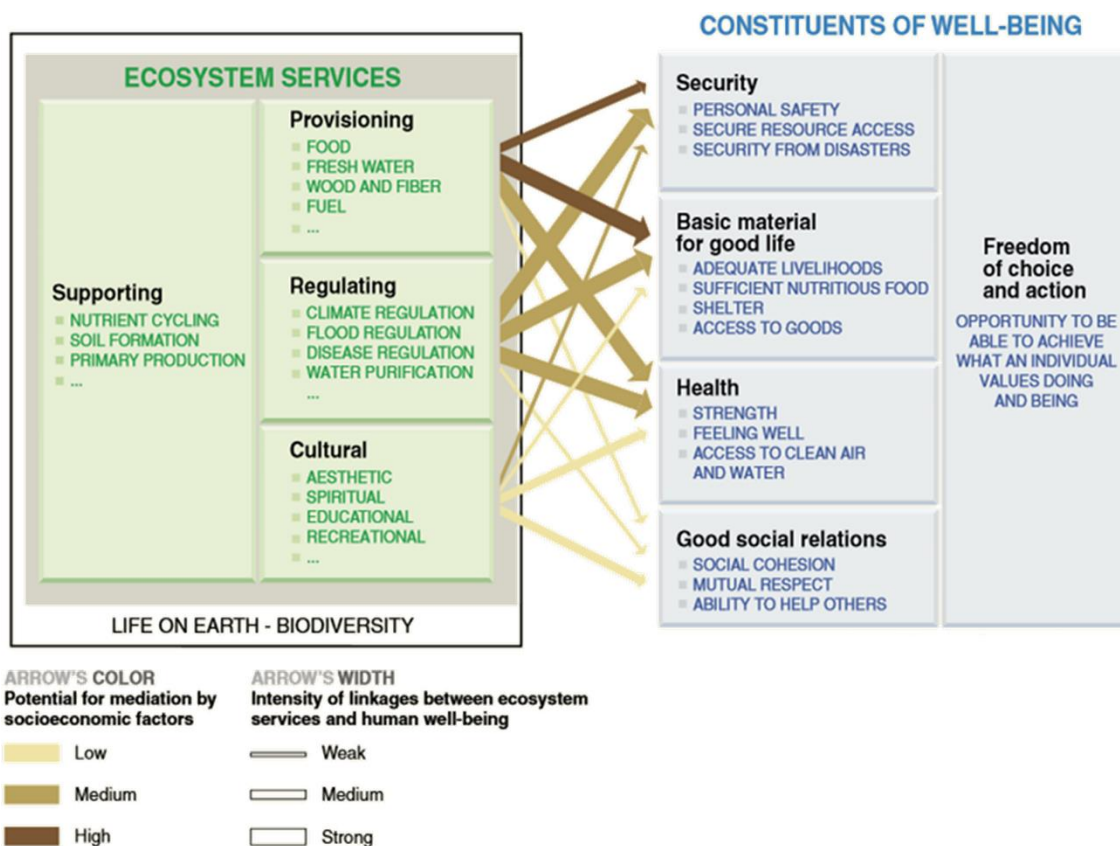 CONSTITUENTS OF WELL-BEING
ECOSYSTEM SERVICES
Supporting
NUTRIENT CYCLING
SOIL FORMATION
PRIMARY PRODUCTION
...
Provisioning
FOOD
FRESH WATER
WOOD AND FIBER
FUEL
...
Regulating
CLIMATE REGULATION
FLOOD REGULATION
DISEASE REGULATION
WATER PURIFICATION
...
Cultural
AESTHETIC
SPIRITUAL
EDUCATIONAL
RECREATIONAL
...
LIFE ON EARTH - BIODIVERSITY
Security
PERSONAL SAFETY
SECURE RESOURCE ACCESS
SECURITY FROM DISASTERS
Basic material
for good life
ADEQUATE LIVELIHOODS
SUFFICIENT NUTRITIOUS FOOD
SHELTER
ACCESS TO GOODS
Health
STRENGTH
FEELING WELL
ACCESS TO CLEAN AIR
AND WATER
Good social relations
SOCIAL COHESION
MUTUAL RESPECT
ABILITY TO HELP OTHERS
Freedom
of choice
and action
OPPORTUNITY TO BE
ABLE TO ACHIEVE
WHAT AN INDIVIDUAL
VALUES DOING
AND BEING
ARROW'S COLOR
Potential for mediation by
socioeconomic factors
Low
Medium
High
ARROW'S WIDTH
Intensity of linkages between ecosystem
services and human well-being
Weak
Medium
Strong